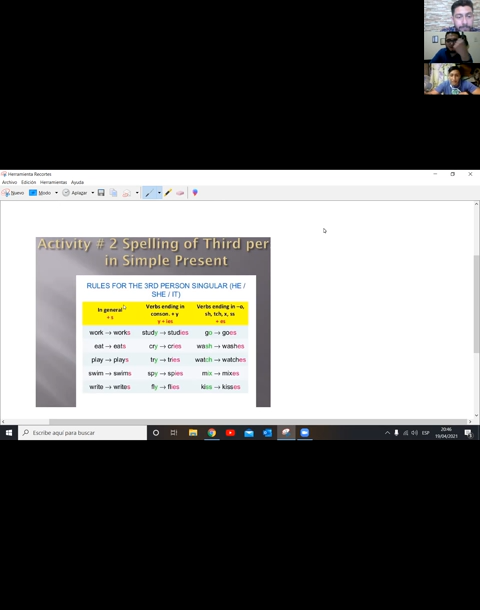 Herramienta Recortes
Archivo Edición Herramientas Ayuda
Nuevo Modo Aplazar
Activity # 2 Spelling of Third per
in Simple Present
RULES FOR THE 3RD PERSON SINGULAR (HE /
SHE / IT)
In general
+ s
Verbs ending in
conson. + y
y + ies
Verbs ending in –o,
sh, tch, x, ss
+ es
work → works study → studies go → goes
eat → eats cry → cries wash → washes
play → plays try → tries watch → watches
swim → swims spy → spies mix → mixes
write → writes fly → flies kiss → kisses
Escribe aquí para buscar
ESP
20:46
19/04/2021